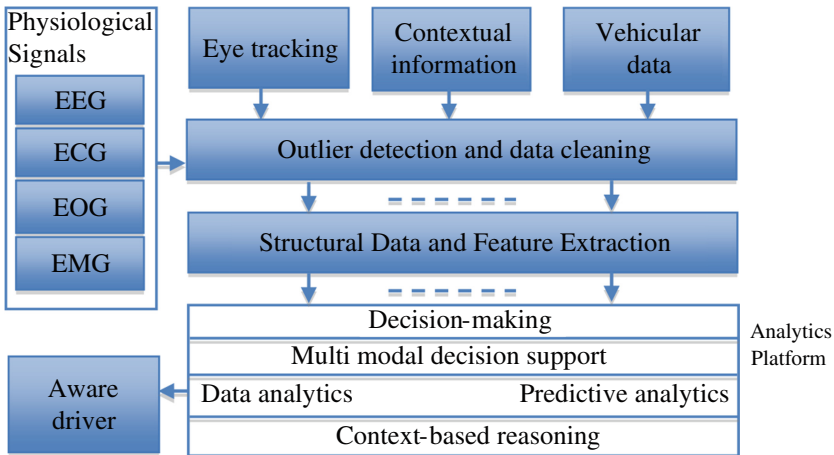 Physiological
Signals
EEG
ECG
EOG
EMG
Eye tracking
Contextual
information
Vehicular
data
Outlier detection and data cleaning
Structural Data and Feature Extraction
Decision-making
Multi modal decision support
Data analytics
Predictive analytics
Context-based reasoning
Analytics
Platform
Aware
driver